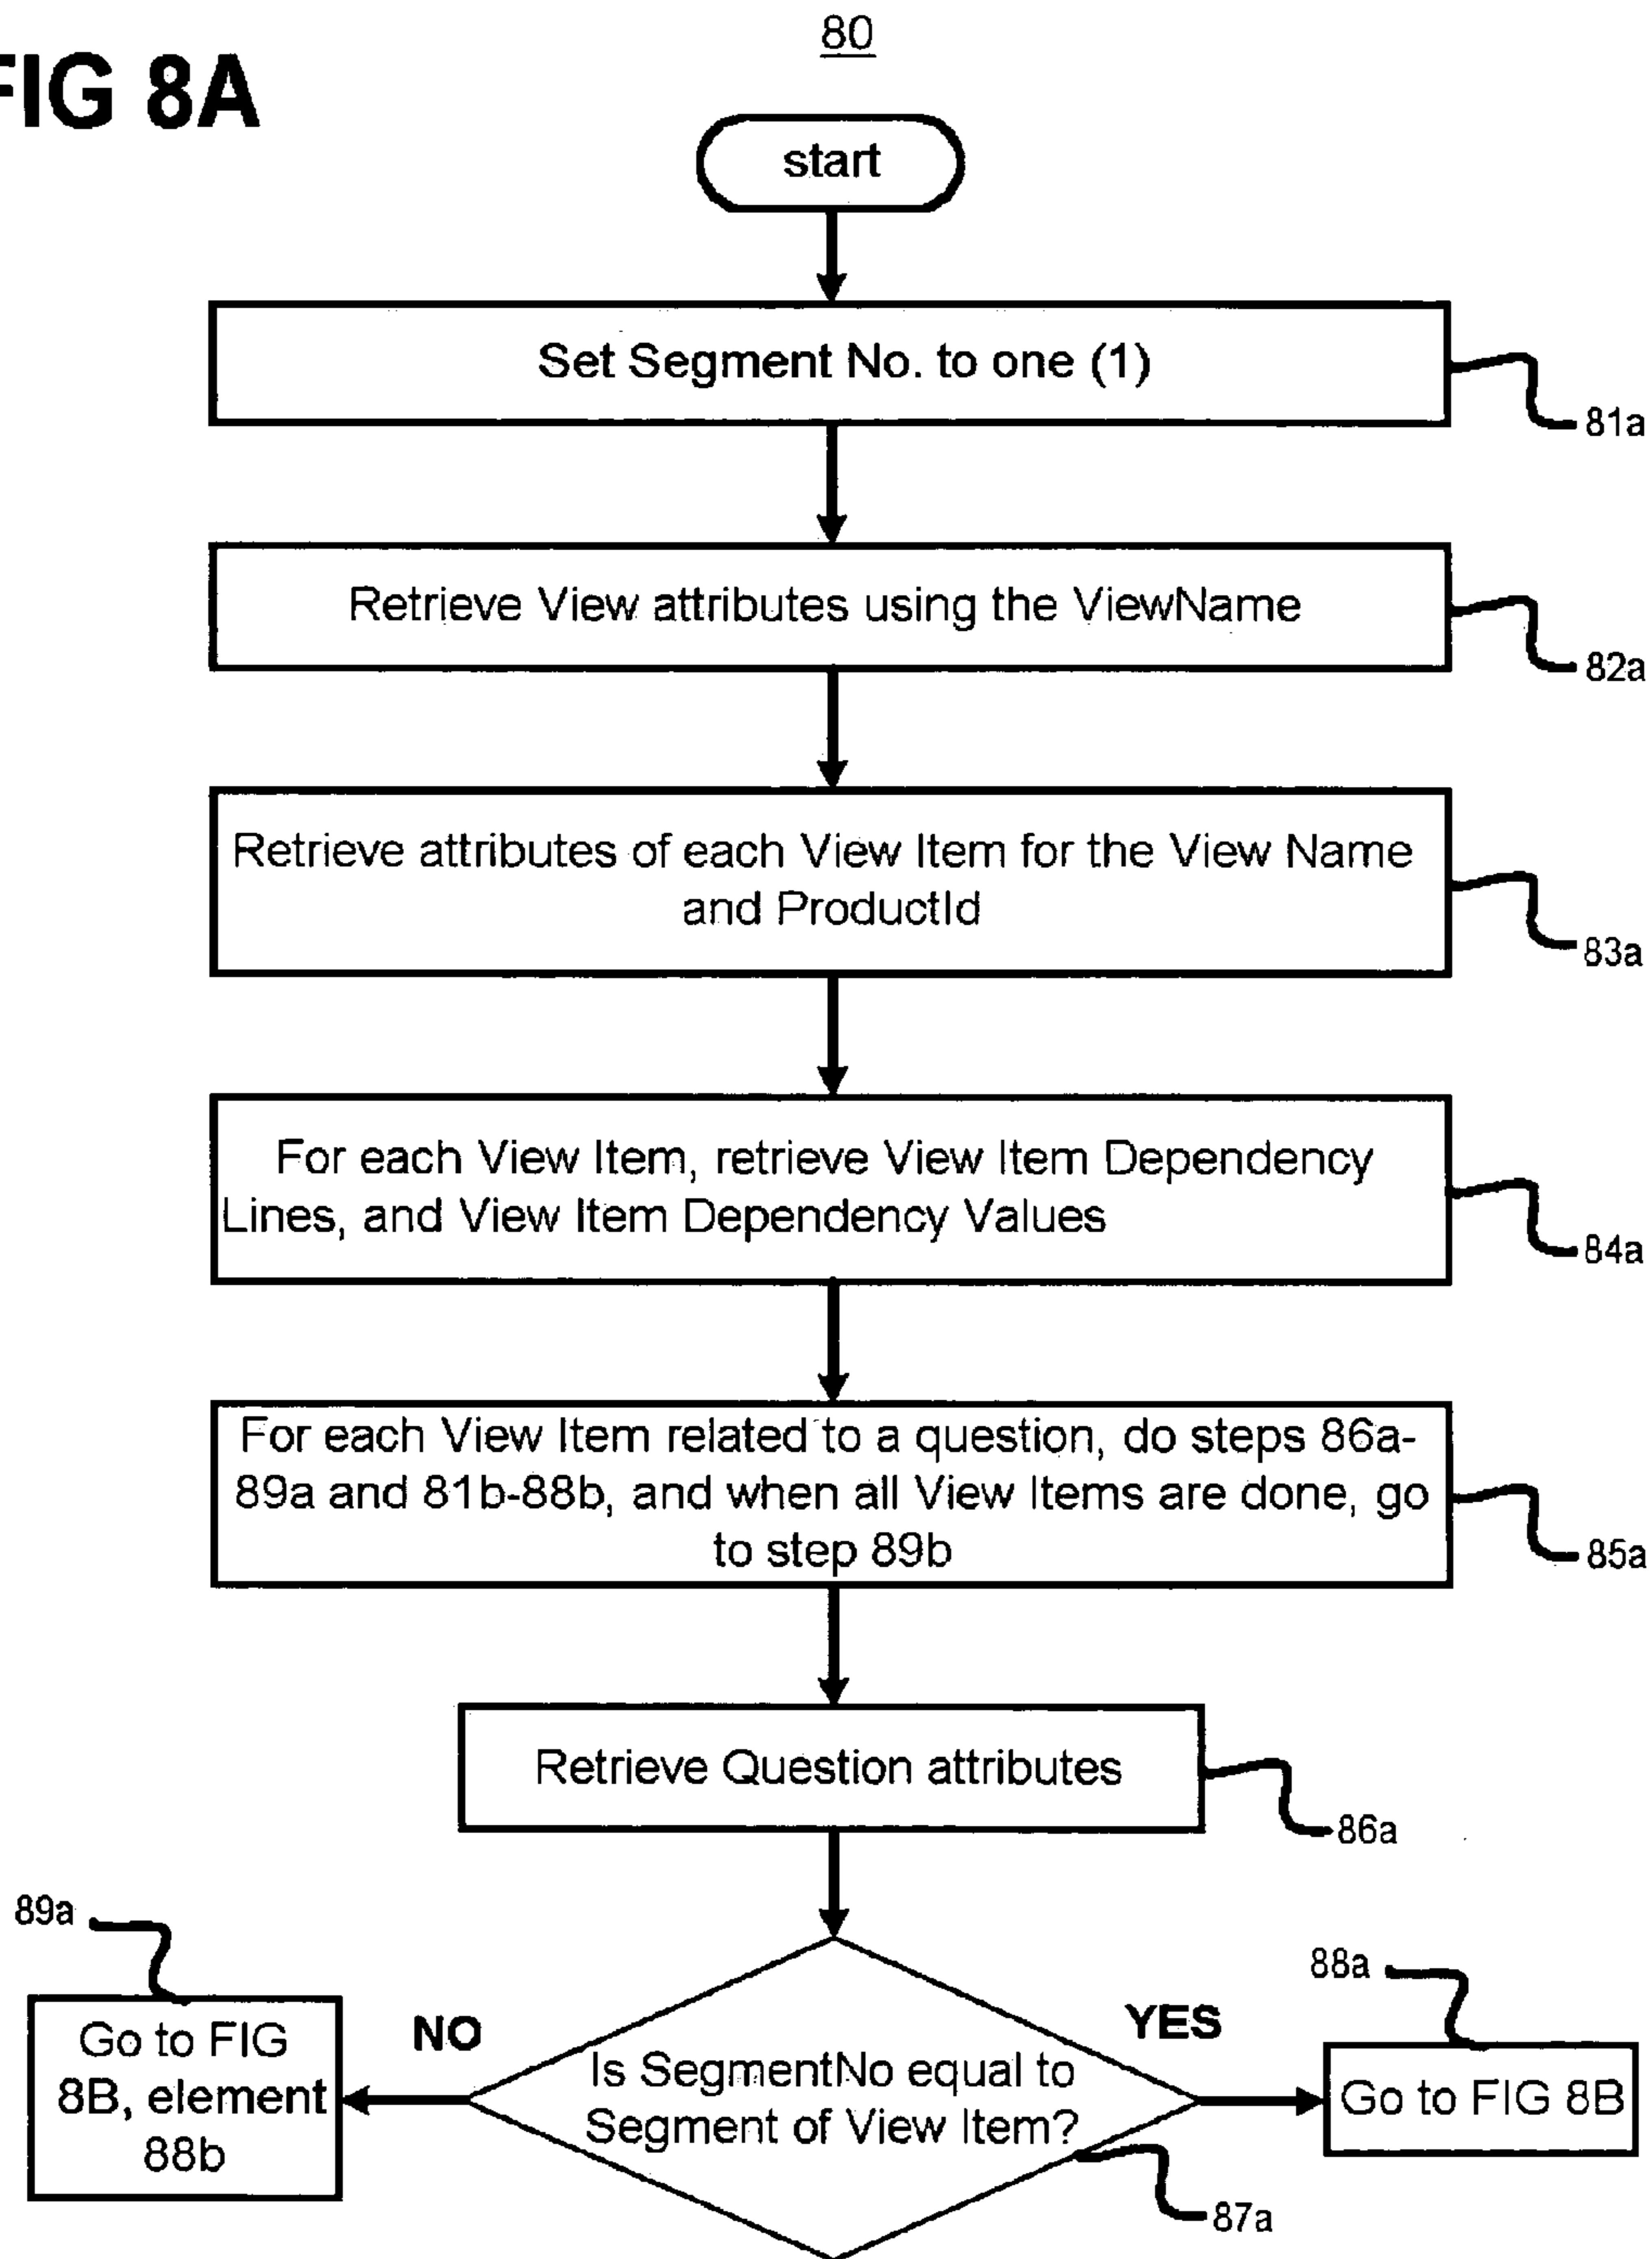 80
FIG 8A
start
Set Segment No. to one (1)
81a
Retrieve View attributes using the ViewName
82a
Retrieve attributes of each View Item for the View Name
and ProductId
83a
For each View Item, retrieve View Item Dependency
Lines, and View Item Dependency Values
84a
For each View Item related to a question, do steps 86a-
89a and 81b-88b, and when all View Items are done, go
to step 89b
85a
Retrieve Question attributes
86a
89a
Go to FIG
8B, element
88b
NO
Is SegmentNo equal to
Segment of View Item?
87a
YES
88a
Go to FIG 8B